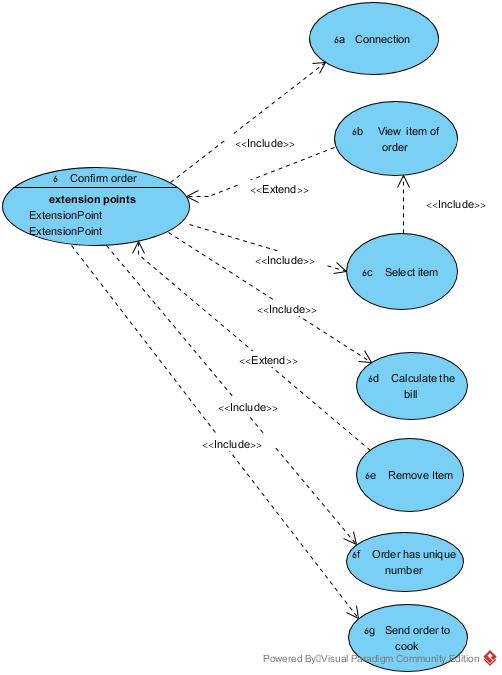 6a Connection
<<Include>>
6b View item of
order
<<Extend>>
<<Include>>
6 Confirm order
extension points
ExtensionPoint
ExtensionPoint
<<Include>>
6c Select item
<<Include>>
<<Extend>>
6d Calculate the
bill
<<Include>>
<<Include>>
6e Remove Item
6f Order has unique
number
6g Send order to
cook
Powered By Visual Paradigm Community Edition